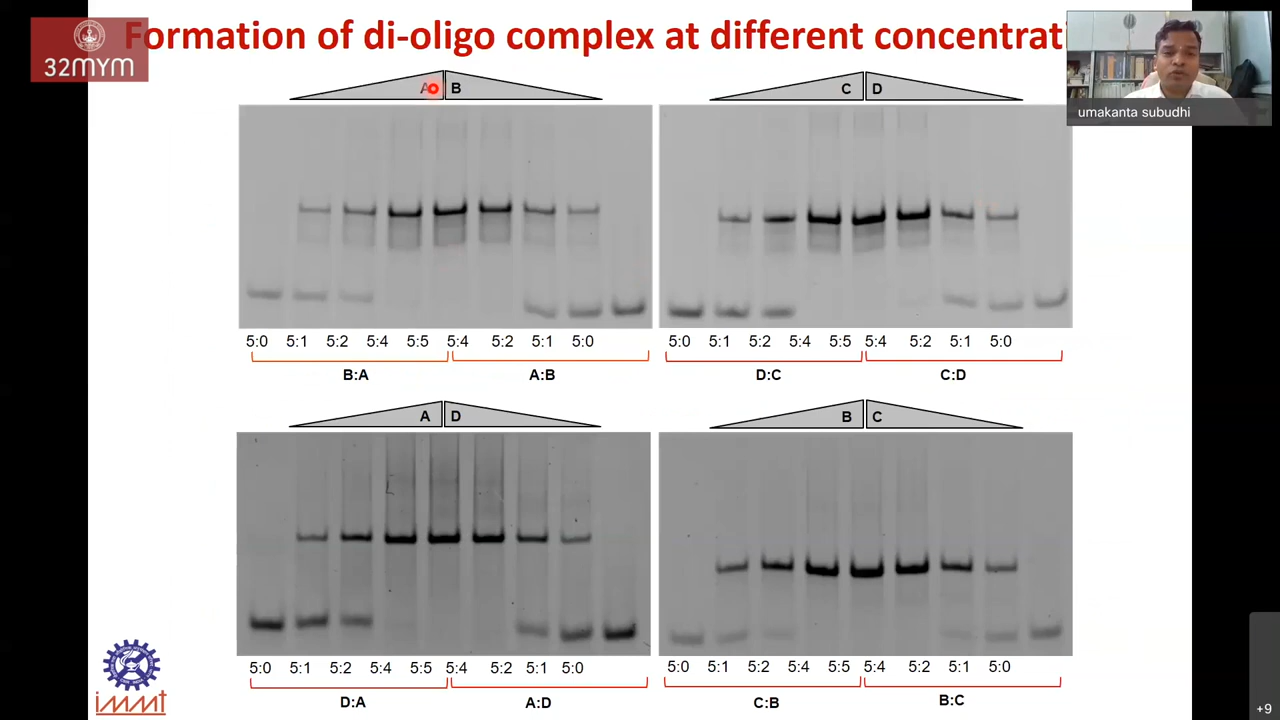 Formation of di-oligo complex at different concentrati
32MYM
umakanta subudhi
A B
C D
5:0 5:1 5:2 5:4 5:5 5:4 5:2 5:1 5:0
5:0 5:1 5:2 5:4 5:5 5:4 5:2 5:1 5:0
B:A A:B
D:C C:D
A D
B C
5:0 5:1 5:2 5:4 5:5 5:4 5:2 5:1 5:0
5:0 5:1 5:2 5:4 5:5 5:4 5:2 5:1 5:0
D:A A:D
C:B B:C
immt
+9